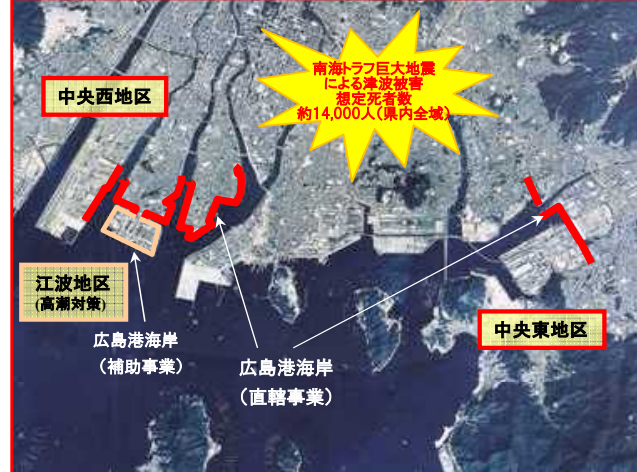 南海トラフ巨大地震
による津波被害
想定死者数
約14,000人(県内全域)
中央西地区
江波地区
(高潮対策)
広島港海岸
(補助事業)
広島港海岸
(直轄事業)
中央東地区